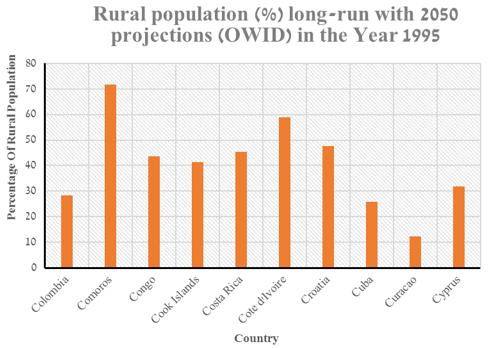 Rural population (%) long-run with 2050
projections (OWID) in the Year 1995
Percentage Of Rural Population
80
70
60
50
40
30
20
10
0
Colombia
Comoros
Congo
Cook Islands
Costa Rica
Cote d'Ivoire
Croatia
Cuba
Curacao
Cyprus
Country